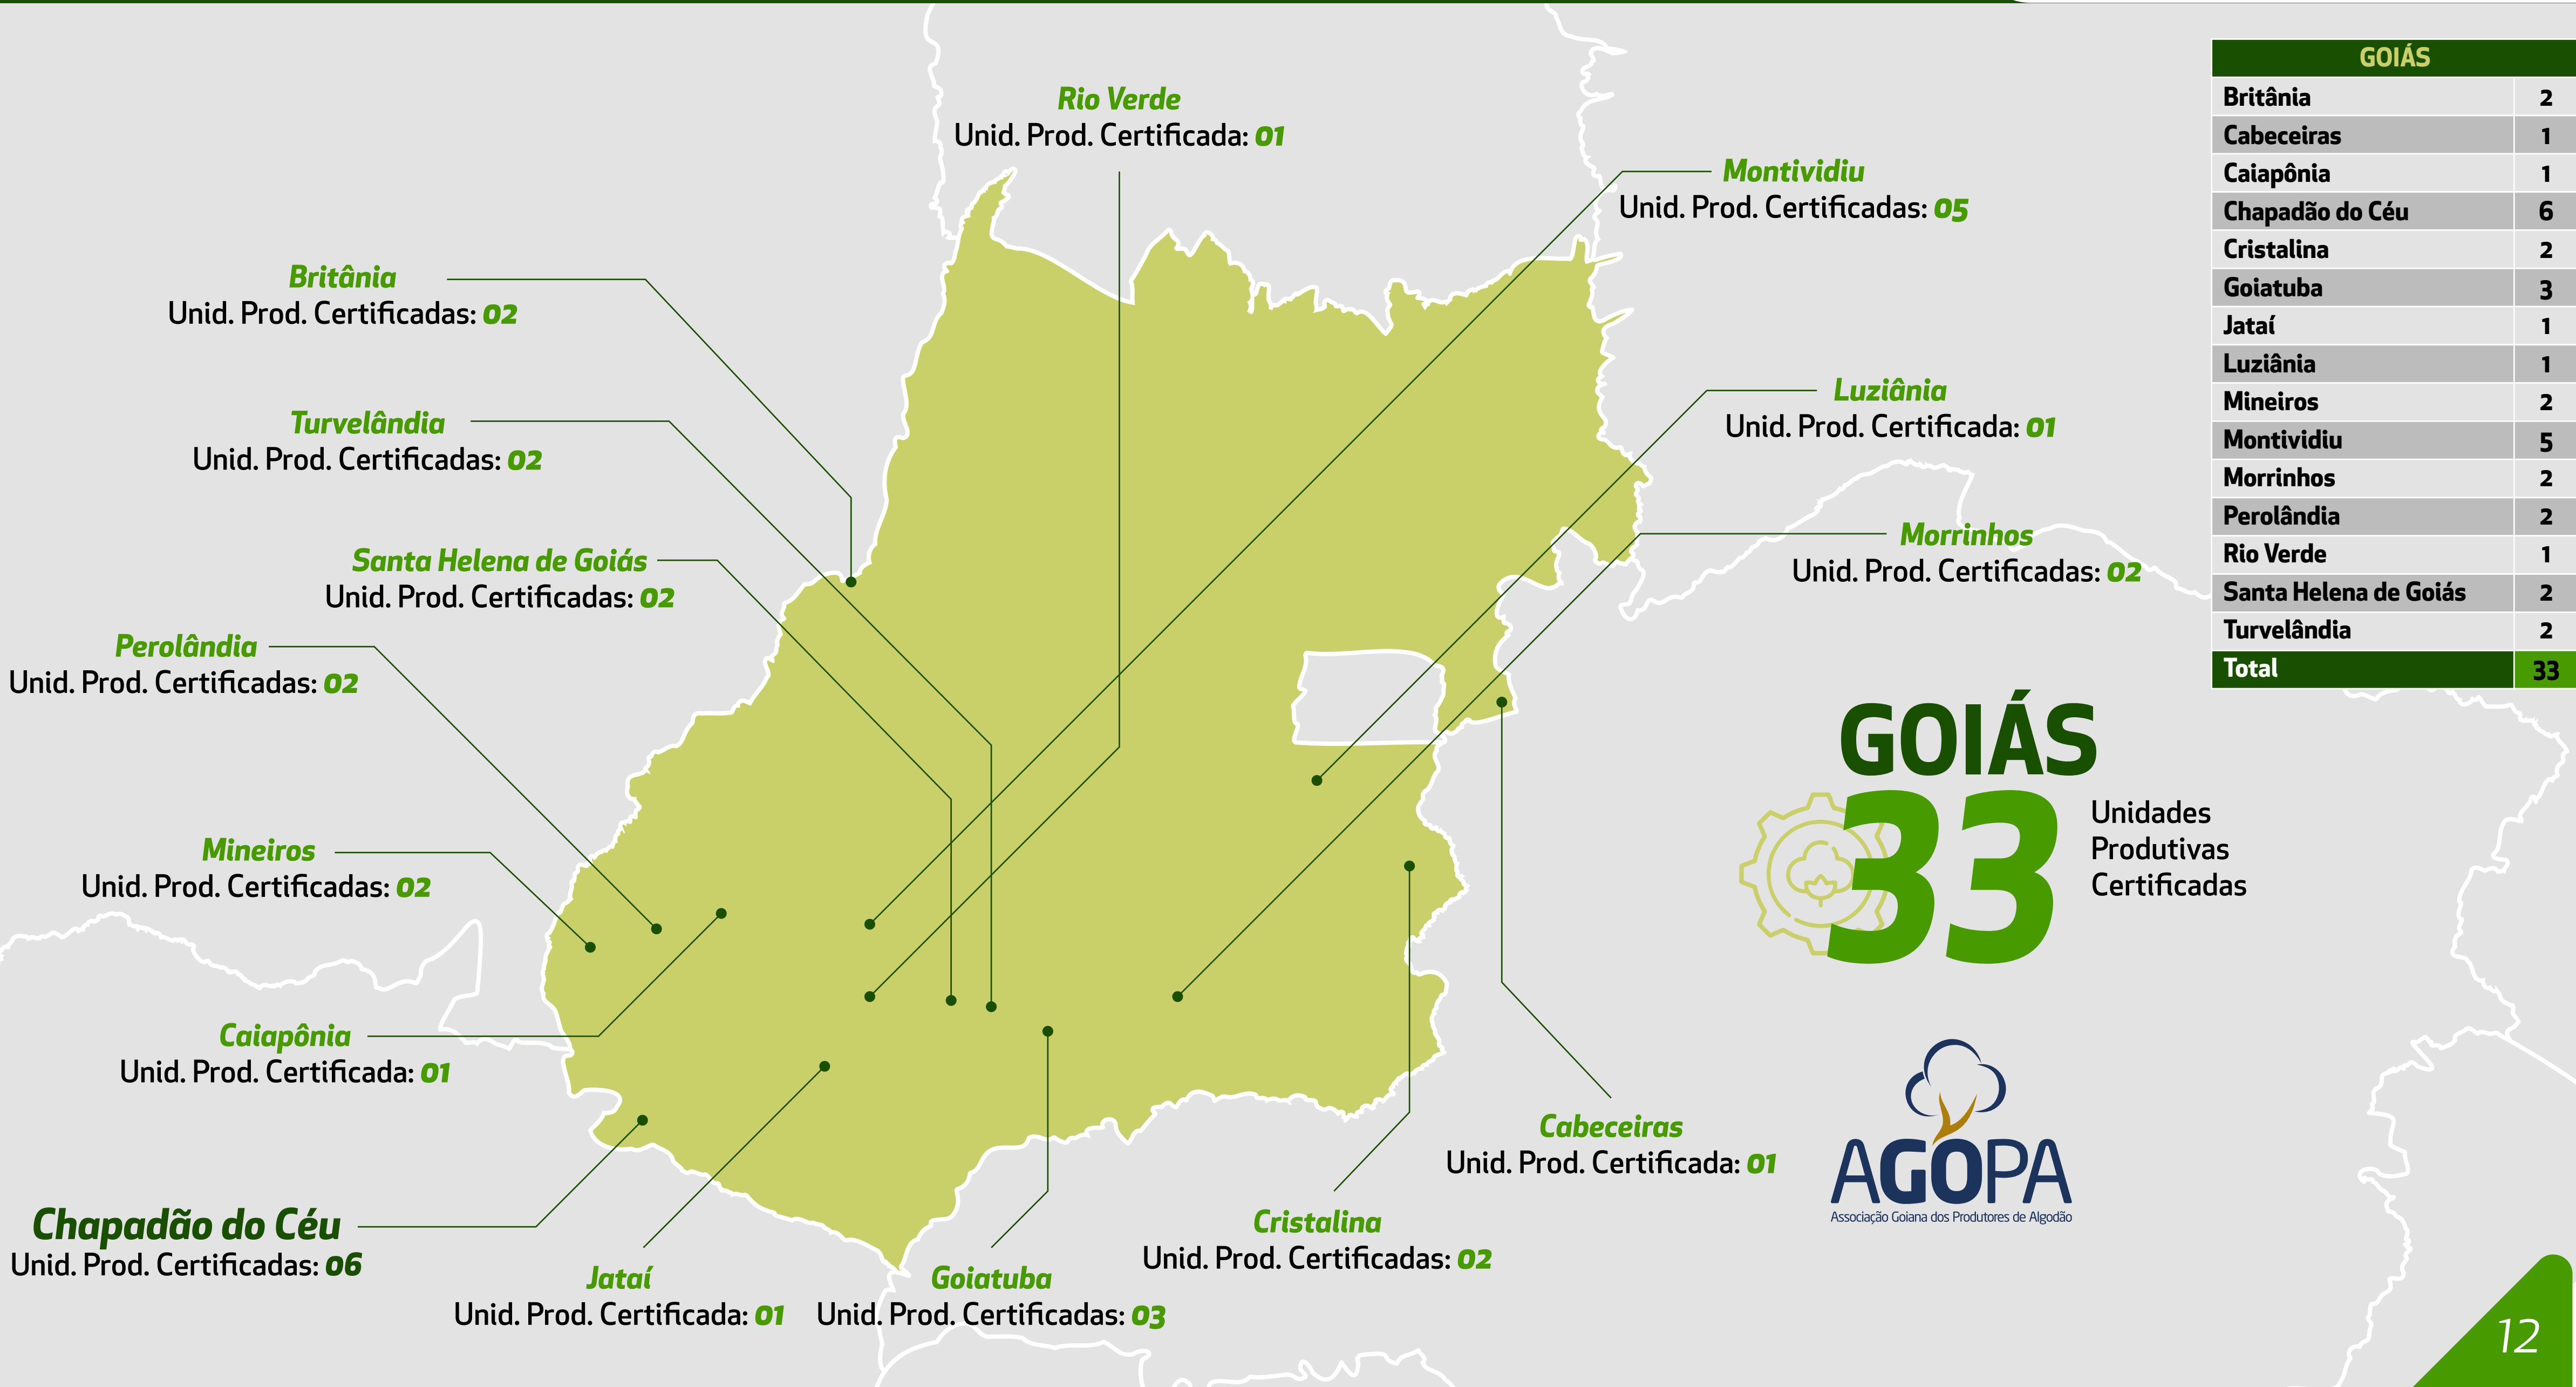 Rio Verde
Unid. Prod. Certificada: 01
Montividiu
Unid. Prod. Certificadas: 05
Britânia
Unid. Prod. Certificadas: 02
Luziânia
Unid. Prod. Certificada: 01
Turvelândia
Unid. Prod. Certificadas: 02
Morrinhos
Unid. Prod. Certificadas: 02
Santa Helena de Goiás
Unid. Prod. Certificadas: 02
Perolândia
Unid. Prod. Certificadas: 02
Mineiros
Unid. Prod. Certificadas: 02
Caiapônia
Unid. Prod. Certificada: 01
Chapadão do Céu
Unid. Prod. Certificadas: 06
Jataí
Unid. Prod. Certificada: 01
Goiatuba
Unid. Prod. Certificadas: 03
Cristalina
Unid. Prod. Certificadas: 02
Cabeceiras
Unid. Prod. Certificada: 01
GOIÁS
Britânia 2
Cabeceiras 1
Caiapônia 1
Chapadão do Céu 6
Cristalina 2
Goiatuba 3
Jataí 1
Luziânia 1
Mineiros 2
Montividiu 5
Morrinhos 2
Perolândia 2
Rio Verde 1
Santa Helena de Goiás 2
Turvelândia 2
Total 33
GOIÁS
33
Unidades
Produtivas
Certificadas
AGOPA
Associação Goiana dos Produtores de Algodão
12